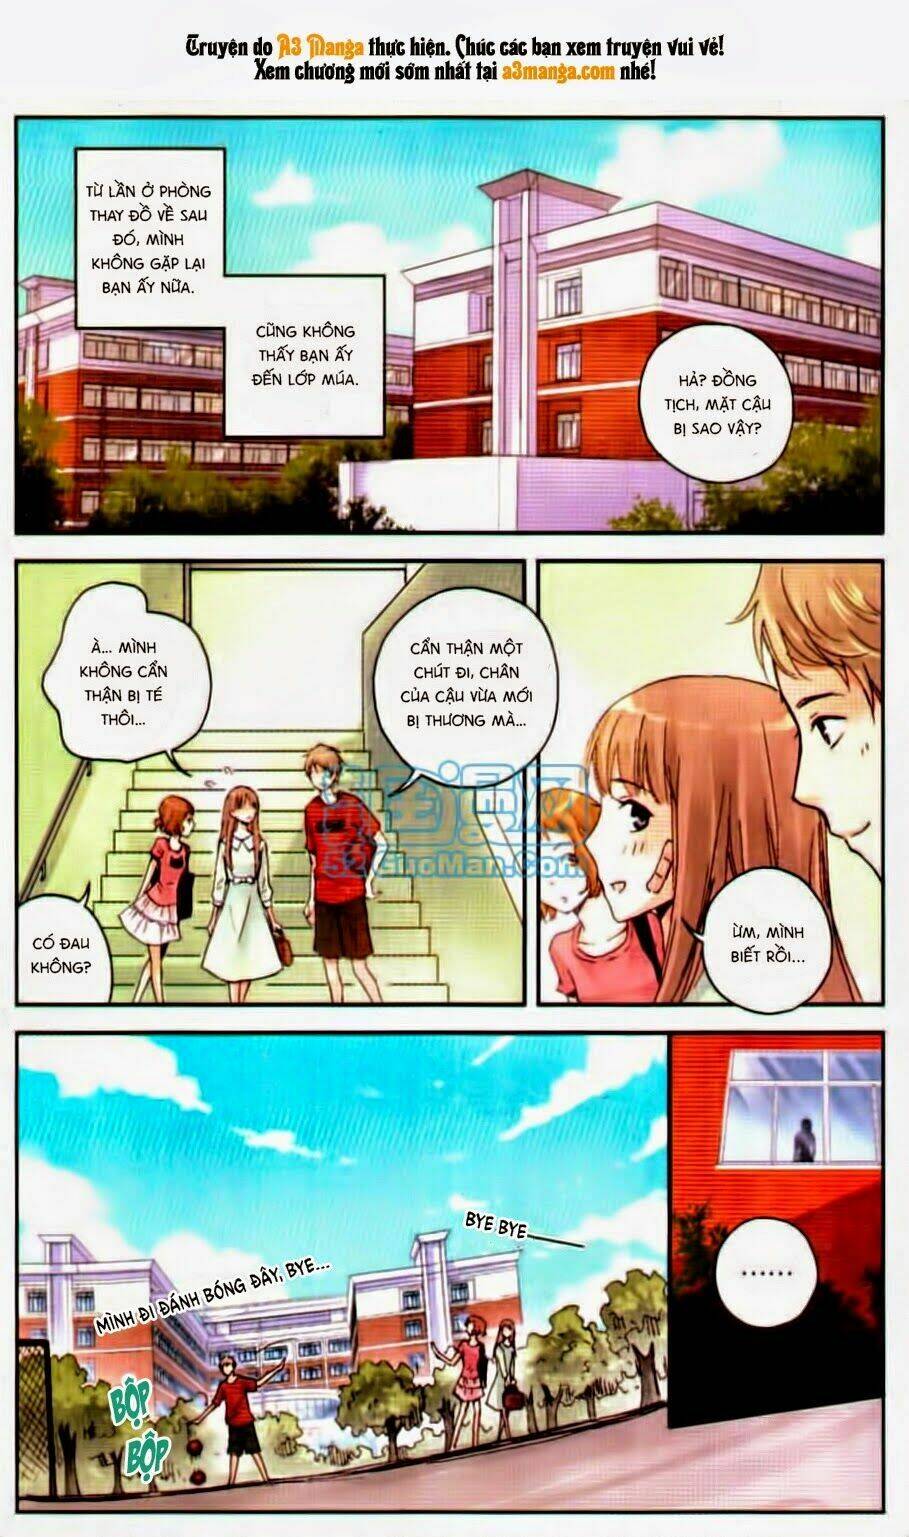 Truyện do A3 Manga thực hiện. Chúc các bạn xem truyện vui vẻ!
Xem chương mới sớm nhất tại a3manga.com nhé!
TỪ LẦN Ở PHÒNG
THAY ĐỒ VỀ SAU
ĐÓ, MÌNH
KHÔNG GẶP LẠI
BẠN ẤY NỮA.
CŨNG KHÔNG
THẤY BẠN ẤY
ĐẾN LỚP MÚA.
HẢ? ĐỒNG
TỊCH, MẶT CẬU
BỊ SAO VẬY?
À... MÌNH
KHÔNG CẨN
THẬN BỊ TÉ
THÔI...
CẨN THẬN MỘT
CHÚT ĐI, CHÂN
CỦA CẬU VỪA MỚI
BỊ THƯƠNG MÀ...
CÓ ĐAU
KHÔNG?
ỪM, MÌNH
BIẾT RỒI...
52GuoMan.Com
BYE BYE
MÌNH ĐI ĐÁNH BÓNG ĐÂY, BYE...
......
BỘP
BỘP